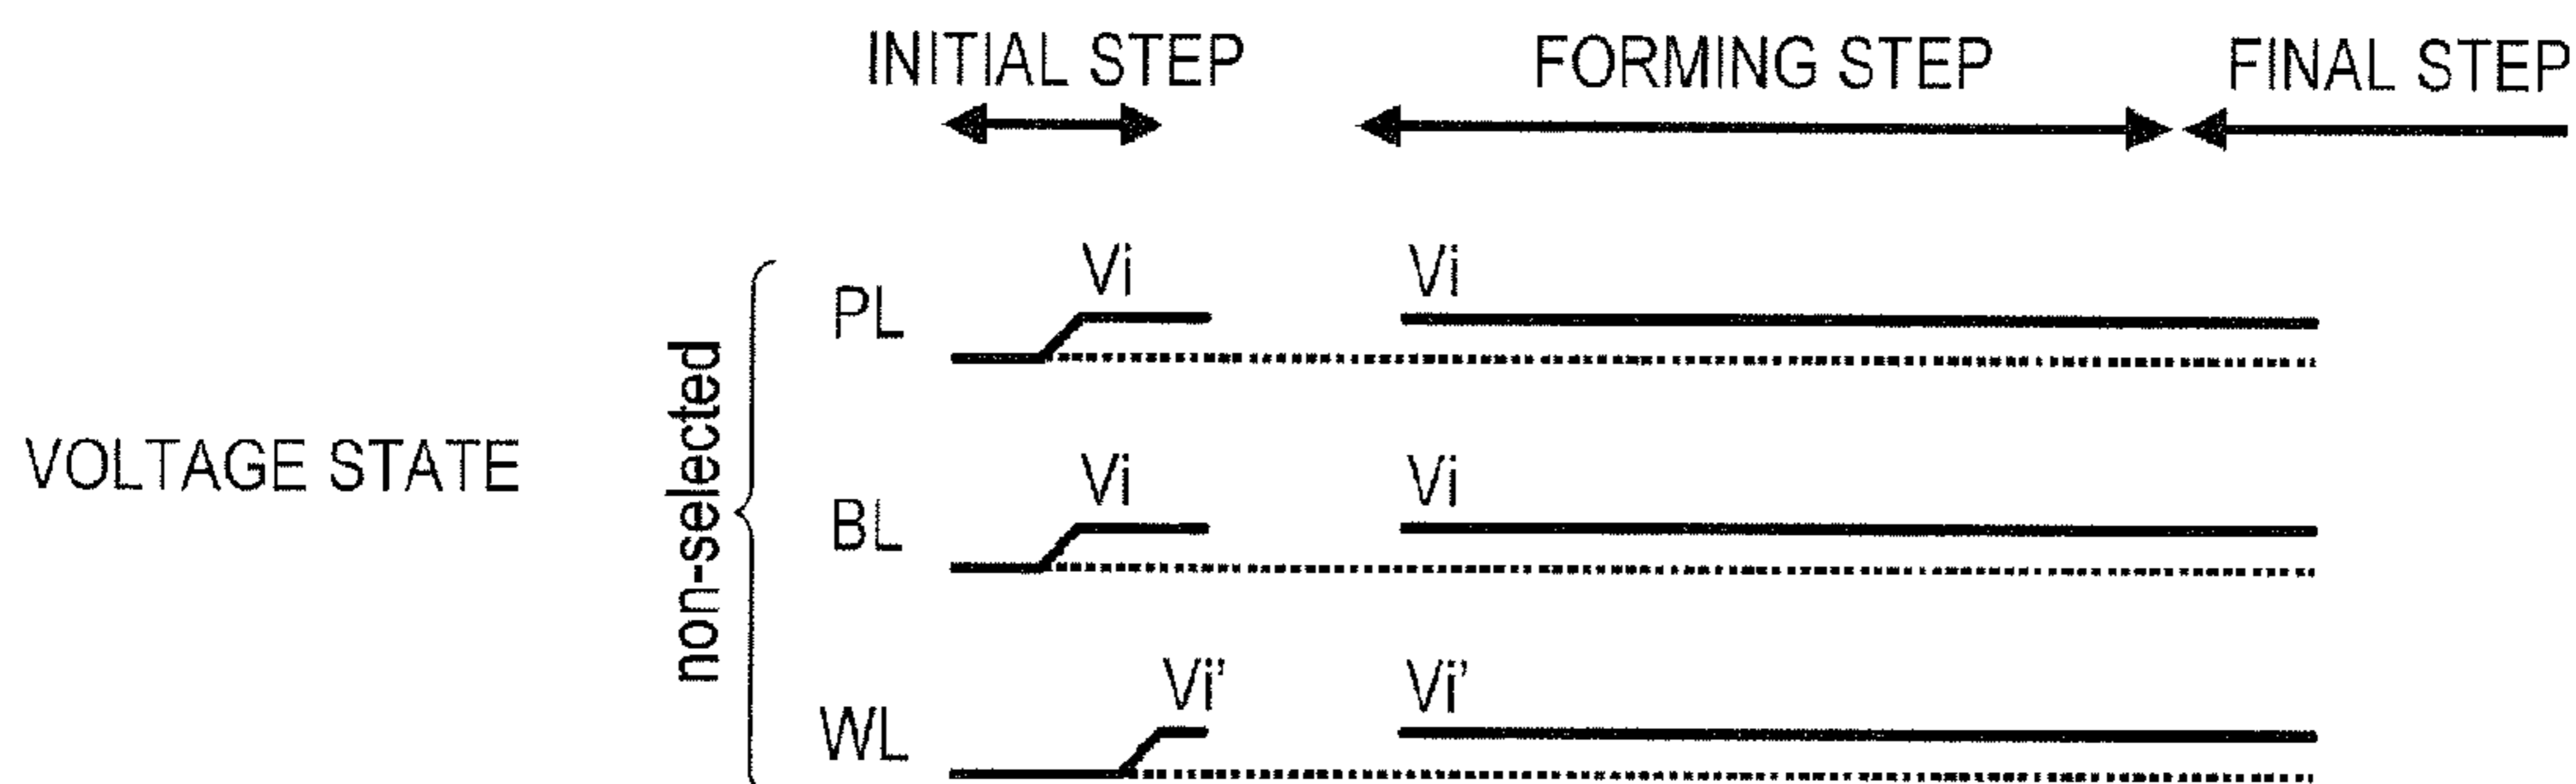 INITIAL STEP FORMING STEP FINAL STEP
PL Vi Vi
VOLTAGE STATE non-selected BL Vi Vi
WL Vi' Vi'